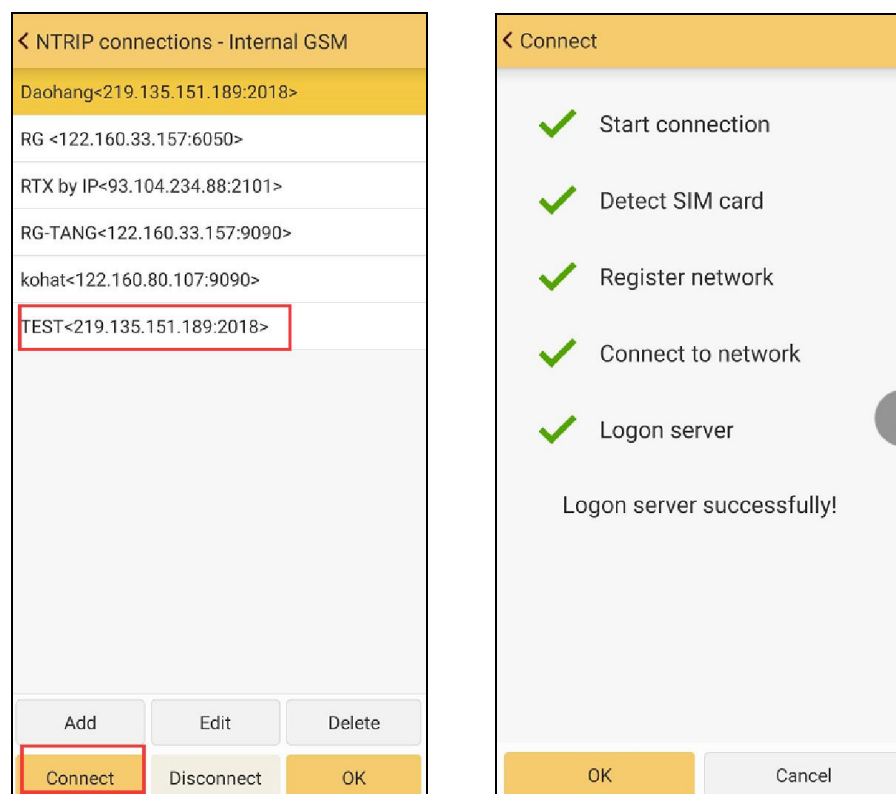 NTRIP connections - Internal GSM
Daohang<219.135.151.189:2018>
RG <122.160.33.157:6050>
RTX by IP<93.104.234.88:2101>
RG-TANG<122.160.33.157:9090>
kohat<122.160.80.107:9090>
TEST<219.135.151.189:2018>
Add Edit Delete
Connect Disconnect OK
Connect
Start connection
Detect SIM card
Register network
Connect to network
Logon server
Logon server successfully!
OK Cancel